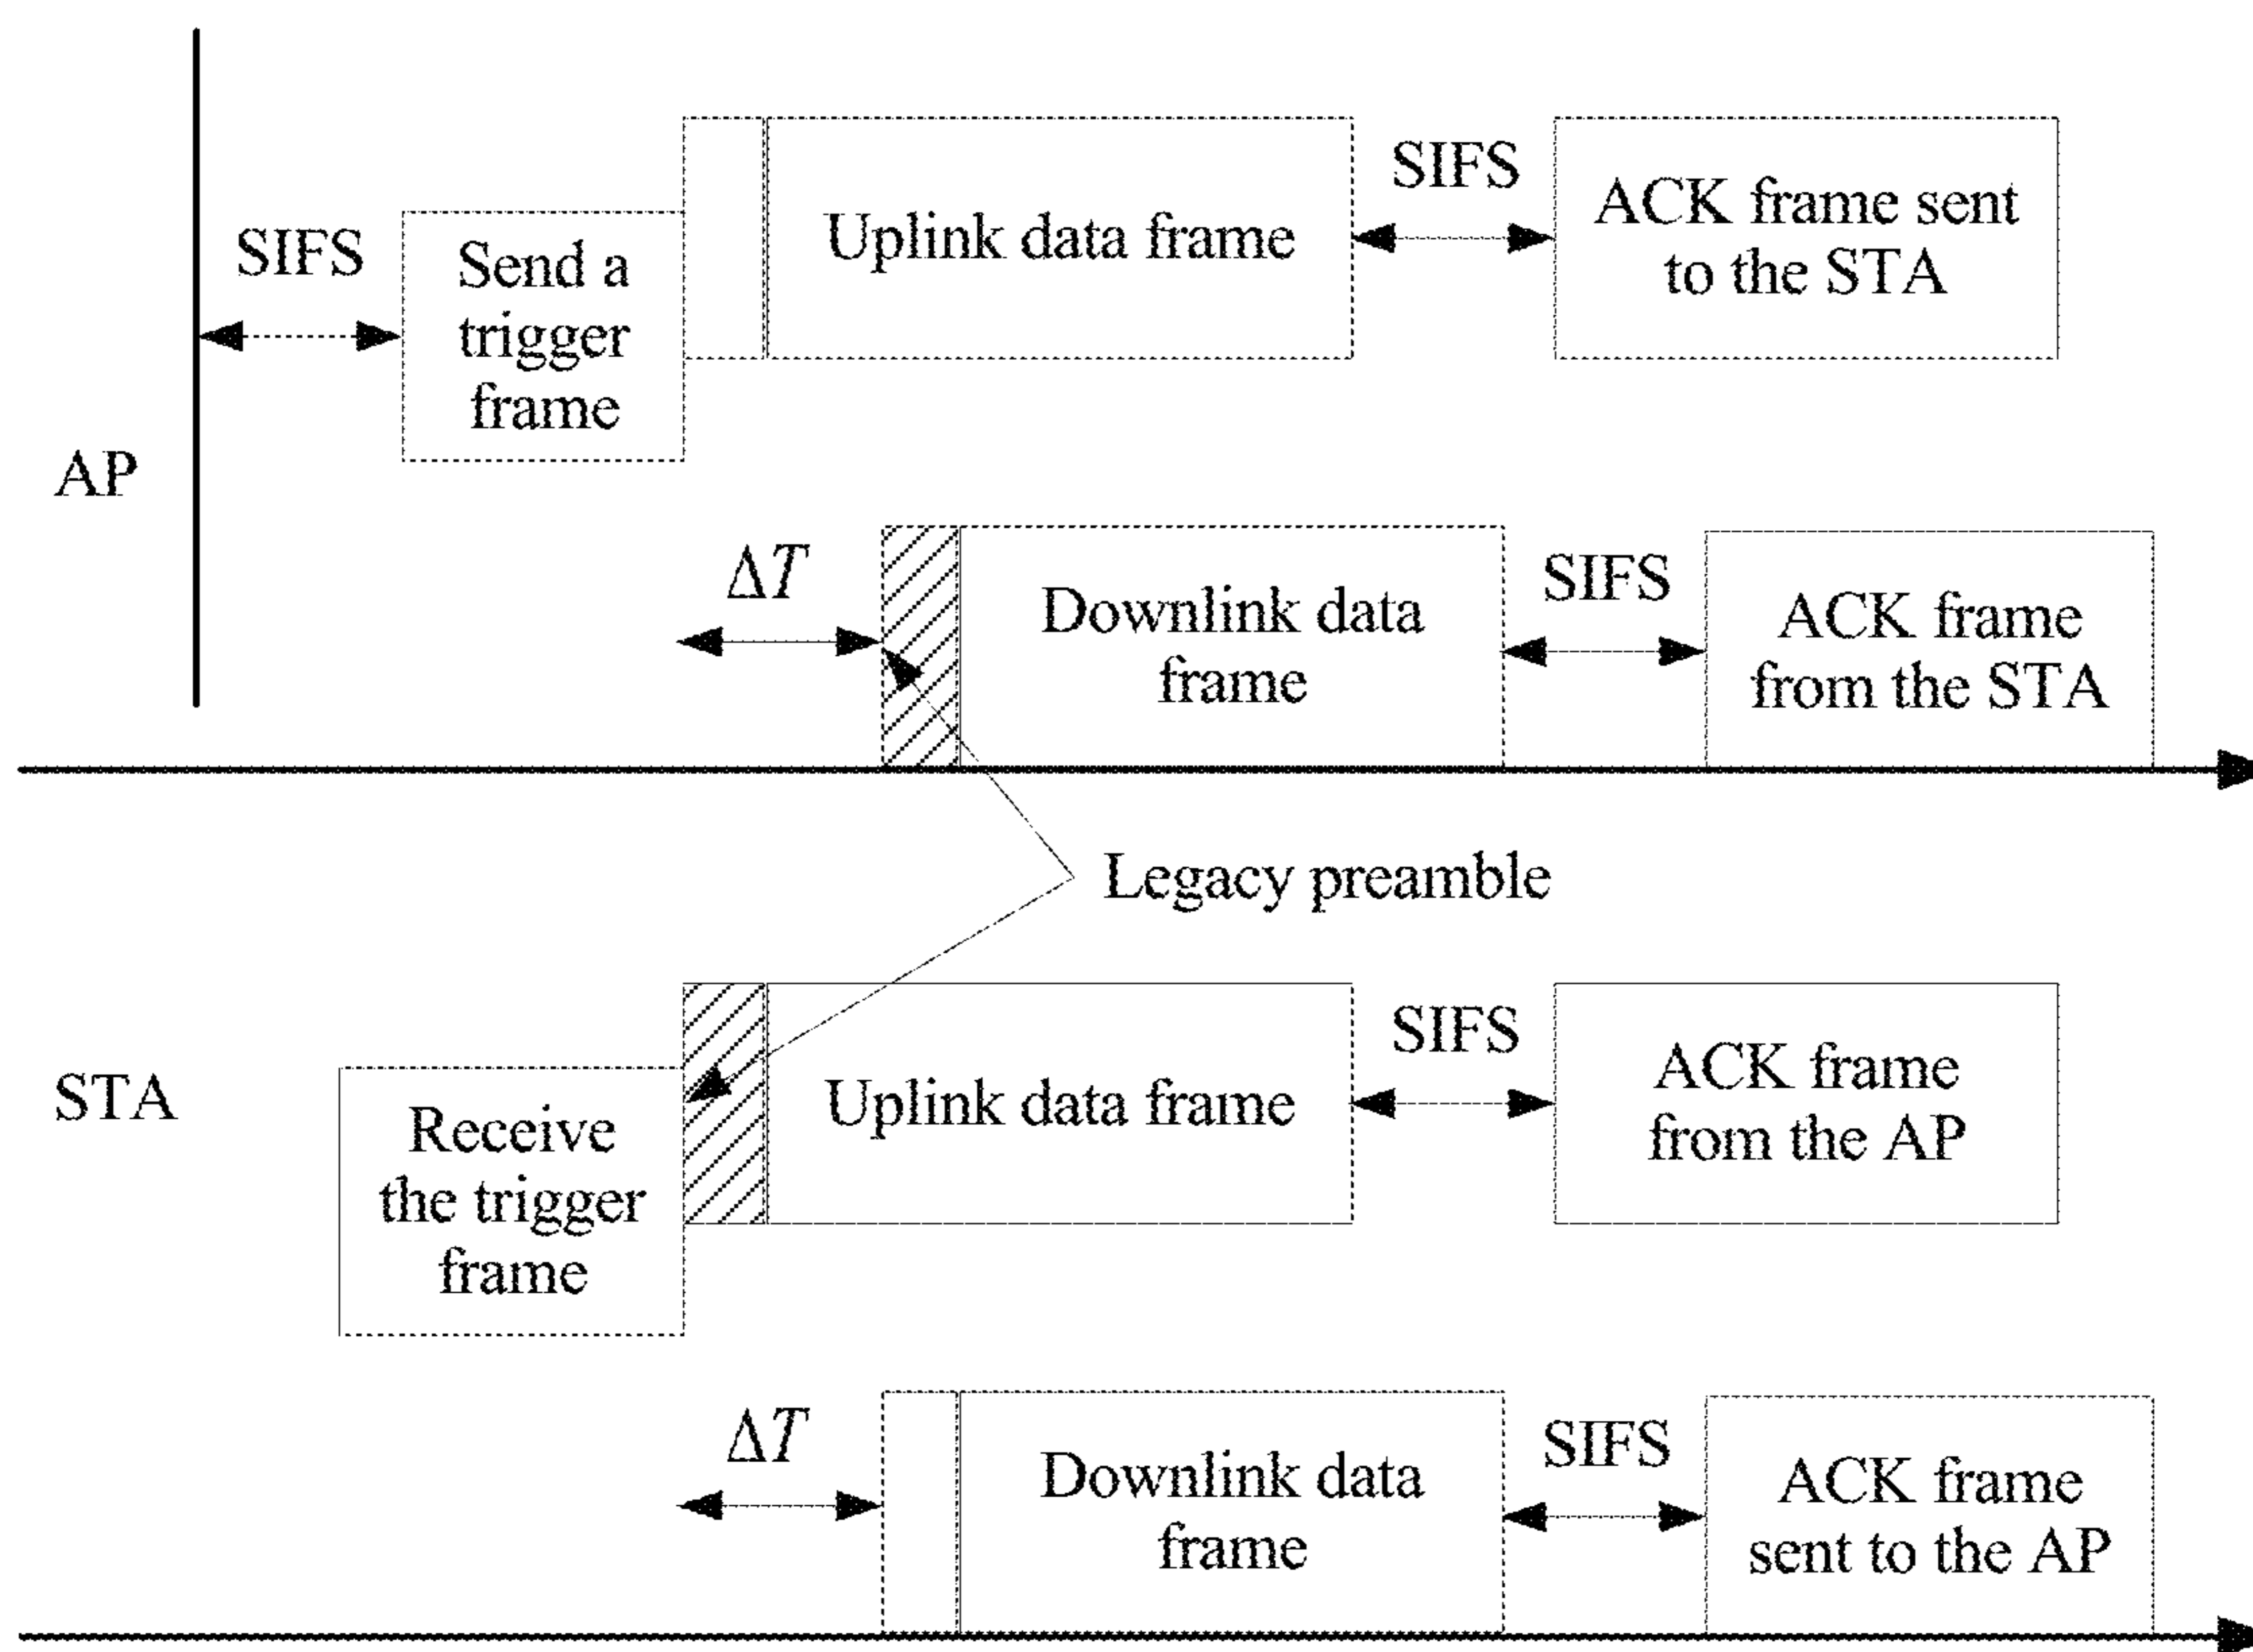 SIFS
Send a
trigger
frame
Uplink data frame
SIFS
ACK frame sent
to the STA
AP
ΔT
Downlink data
frame
SIFS
ACK frame
from the STA
Legacy preamble
STA
Receive
the trigger
frame
Uplink data frame
SIFS
ACK frame
from the AP
ΔT
Downlink data
frame
SIFS
ACK frame
sent to the AP